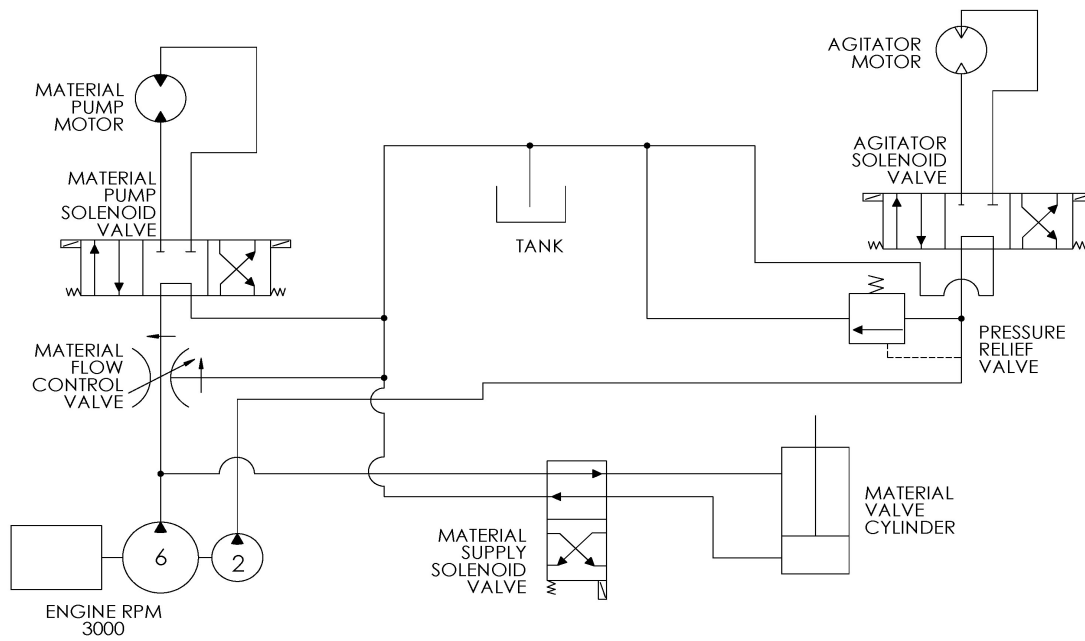 MATERIAL
PUMP
MOTOR
MATERIAL
PUMP
SOLENOID
VALVE
MATERIAL
FLOW
CONTROL
VALVE
6
2
ENGINE RPM
3000
TANK
AGITATOR
MOTOR
AGITATOR
SOLENOID
VALVE
PRESSURE
RELIEF
VALVE
MATERIAL
SUPPLY
SOLENOID
VALVE
MATERIAL
VALVE
CYLINDER